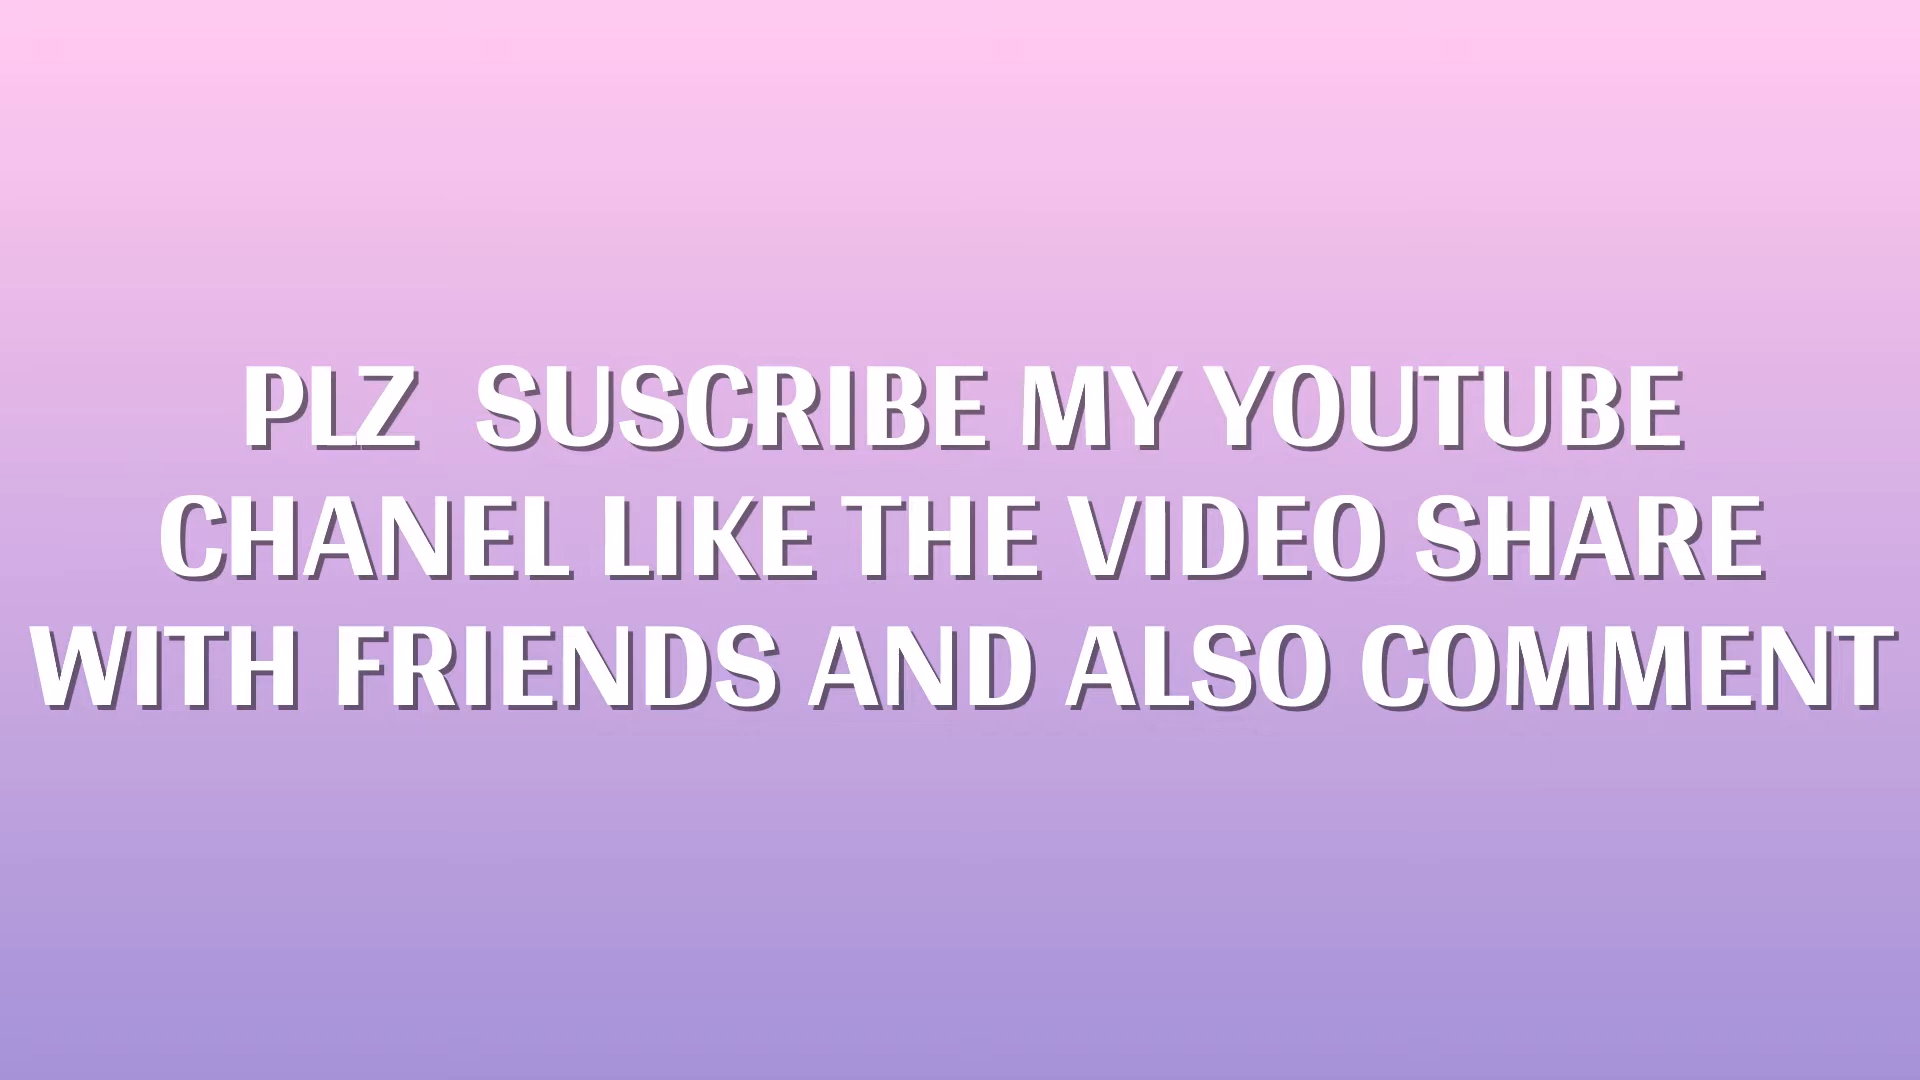 PLZ  SUSCRIBE MY YOUTUBE
CHANEL LIKE THE VIDEO SHARE
WITH FRIENDS AND ALSO COMMENT